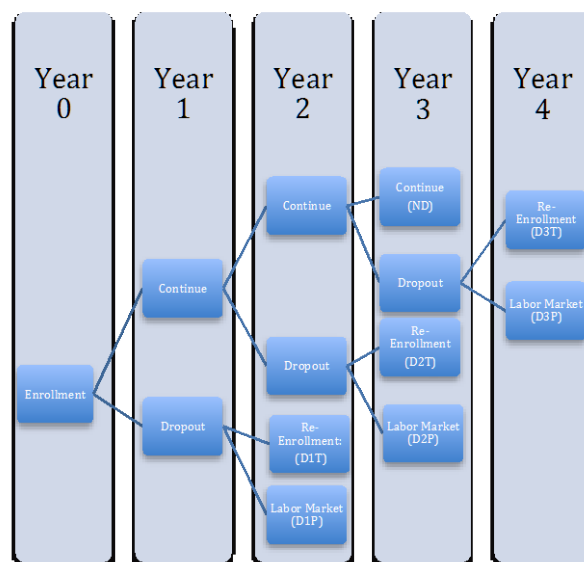 Year
0
Year
1
Year
2
Year
3
Year
4
Enrollment
Continue
Dropout
Continue
Dropout
Re-
Enrollment:
(D1T)
Labor Market
(D1P)
Continue
(ND)
Dropout
Re-
Enrollment
(D2T)
Labor Market
(D2P)
Re-
Enrollment
(D3T)
Labor Market
(D3P)